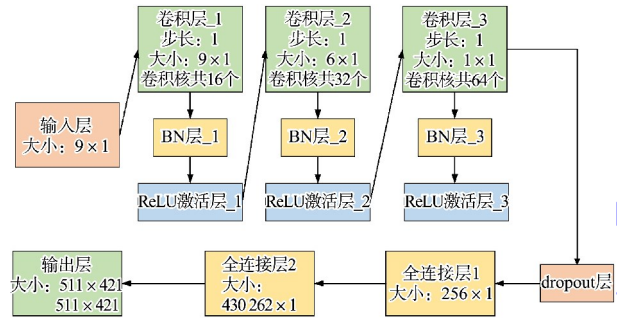 输入层
大小：9×1
卷积层_1
步长：1
大小：9×1
卷积核共16个
BN层_1
ReLU激活层_1
卷积层_2
步长：1
大小：6×1
卷积核共32个
BN层_2
ReLU激活层_2
卷积层_3
步长：1
大小：1×1
卷积核共64个
BN层_3
ReLU激活层_3
dropout层
全连接层1
大小：256×1
全连接层2
大小：
430 262×1
输出层
大小：511×421
511×421